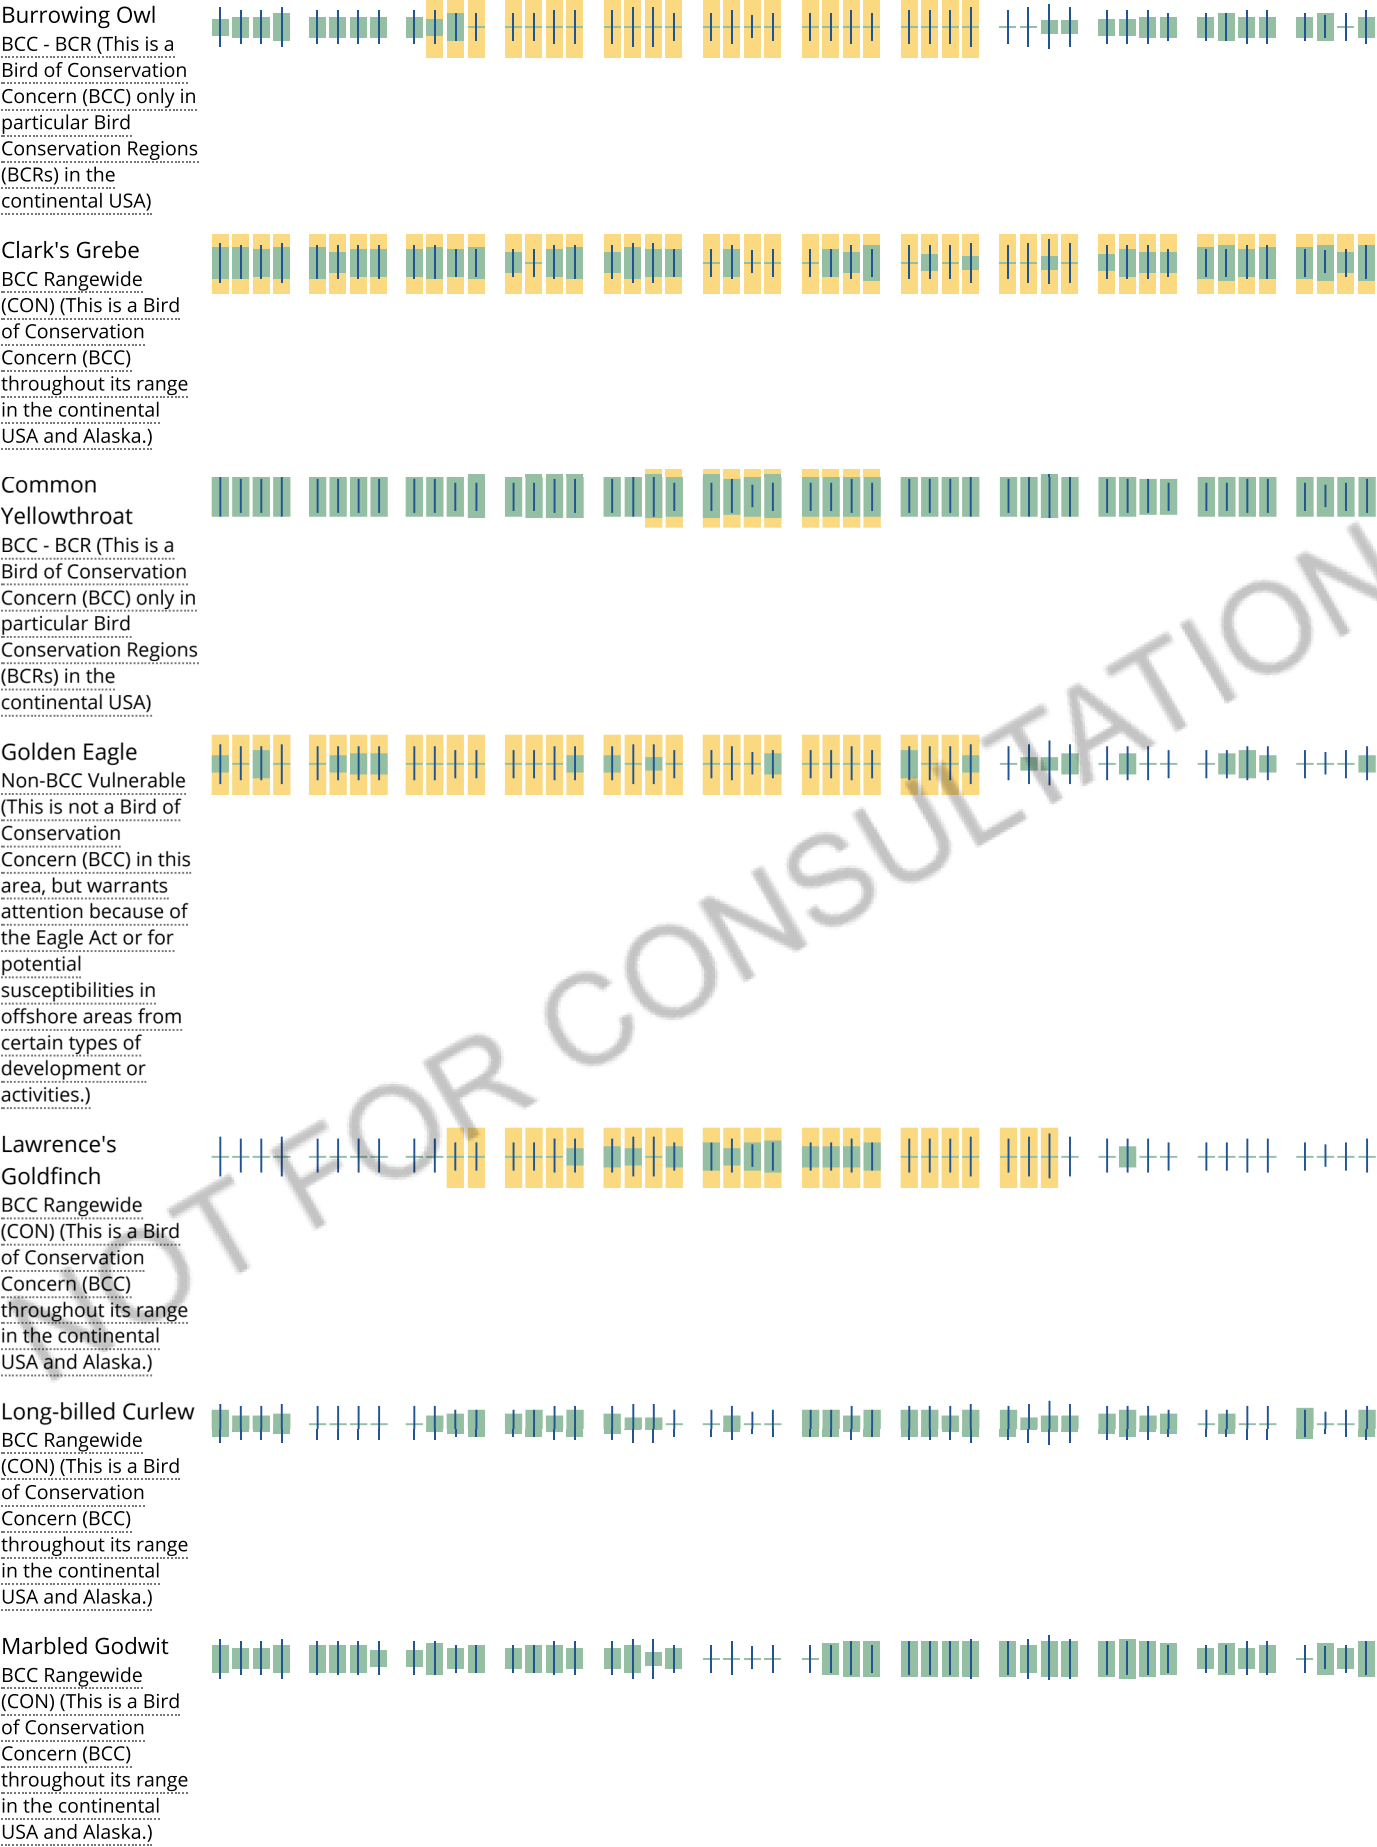 Burrowing Owl
BCC - BCR (This is a
Bird of Conservation
Concern (BCC) only in
particular Bird
Conservation Regions
(BCRs) in the
continental USA)
Clark's Grebe
BCC Rangewide
(CON) (This is a Bird
of Conservation
Concern (BCC)
throughout its range
in the continental
USA and Alaska.)
Common
Yellowthroat
BCC - BCR (This is a
Bird of Conservation
Concern (BCC) only in
particular Bird
Conservation Regions
(BCRs) in the
continental USA)
Golden Eagle
Non-BCC Vulnerable
(This is not a Bird of
Conservation
Concern (BCC) in this
area, but warrants
attention because of
the Eagle Act or for
potential
susceptibilities in
offshore areas from
certain types of
development or
activities.)
Lawrence's
Goldfinch
BCC Rangewide
(CON) (This is a Bird
of Conservation
Concern (BCC)
throughout its range
in the continental
USA and Alaska.)
Long-billed Curlew
BCC Rangewide
(CON) (This is a Bird
of Conservation
Concern (BCC)
throughout its range
in the continental
USA and Alaska.)
Marbled Godwit
BCC Rangewide
(CON) (This is a Bird
of Conservation
Concern (BCC)
throughout its range
in the continental
USA and Alaska.)
NOT FOR CONSULTATION